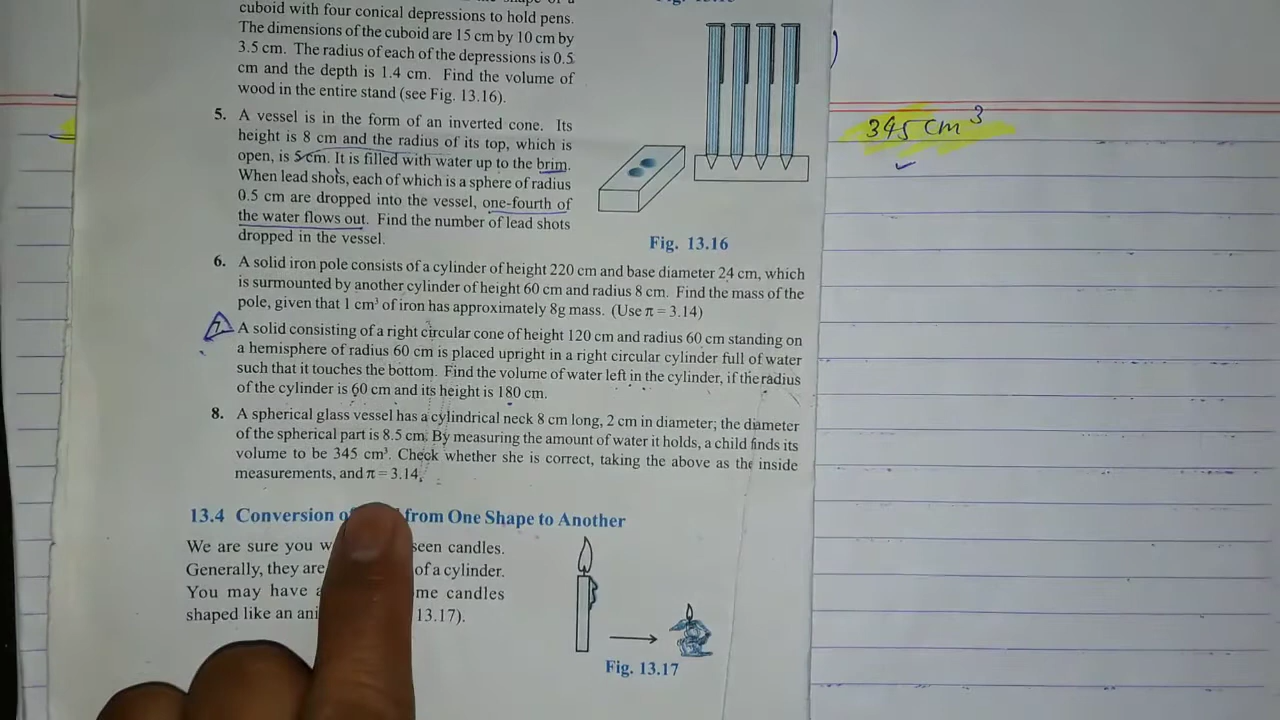 cuboid with four conical depressions to hold pens.
The dimensions of the cuboid are 15 cm by 10 cm by
3.5 cm. The radius of each of the depressions is 0.5
cm and the depth is 1.4 cm. Find the volume of
wood in the entire stand (see Fig. 13.16).
5. A vessel is in the form of an inverted cone. Its
height is 8 cm and the radius of its top, which is
open, is 5 cm. It is filled with water up to the brim.
When lead shots, each of which is a sphere of radius
0.5 cm are dropped into the vessel, one-fourth of
the water flows out. Find the number of lead shots
dropped in the vessel.
Fig. 13.16
6. A solid iron pole consists of a cylinder of height 220 cm and base diameter 24 cm, which
is surmounted by another cylinder of height 60 cm and radius 8 cm. Find the mass of the
pole, given that 1 cm³ of iron has approximately 8g mass. (Use π = 3.14)
7. A solid consisting of a right circular cone of height 120 cm and radius 60 cm standing on
a hemisphere of radius 60 cm is placed upright in a right circular cylinder full of water
such that it touches the bottom. Find the volume of water left in the cylinder, if the radius
of the cylinder is 60 cm and its height is 180 cm.
8. A spherical glass vessel has a cylindrical neck 8 cm long, 2 cm in diameter; the diameter
of the spherical part is 8.5 cm. By measuring the amount of water it holds, a child finds its
volume to be 345 cm³. Check whether she is correct, taking the above as the inside
measurements, and π = 3.14.
13.4 Conversion from One Shape to Another
We are sure you seen candles.
Generally, they are of a cylinder.
You may have candles
shaped like an 13.17).
Fig. 13.17
345 cm³